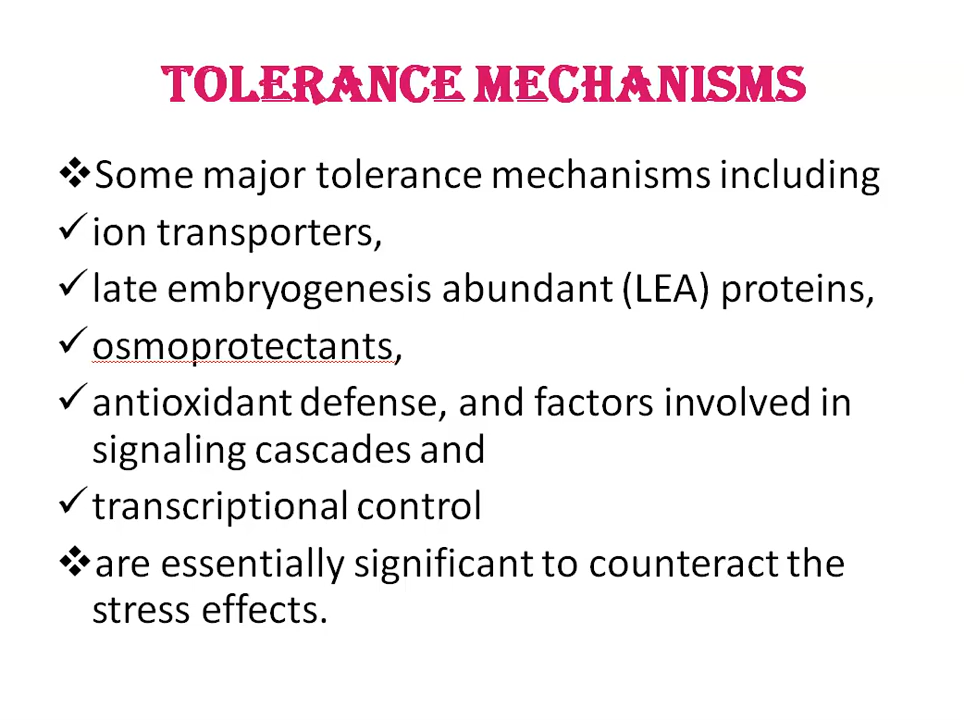 TOLERANCE MECHANISMS
❖Some major tolerance mechanisms including
✓ion transporters,
✓late embryogenesis abundant (LEA) proteins,
✓osmoprotectants,
✓antioxidant defense, and factors involved in
signaling cascades and
✓transcriptional control
❖are essentially significant to counteract the
stress effects.